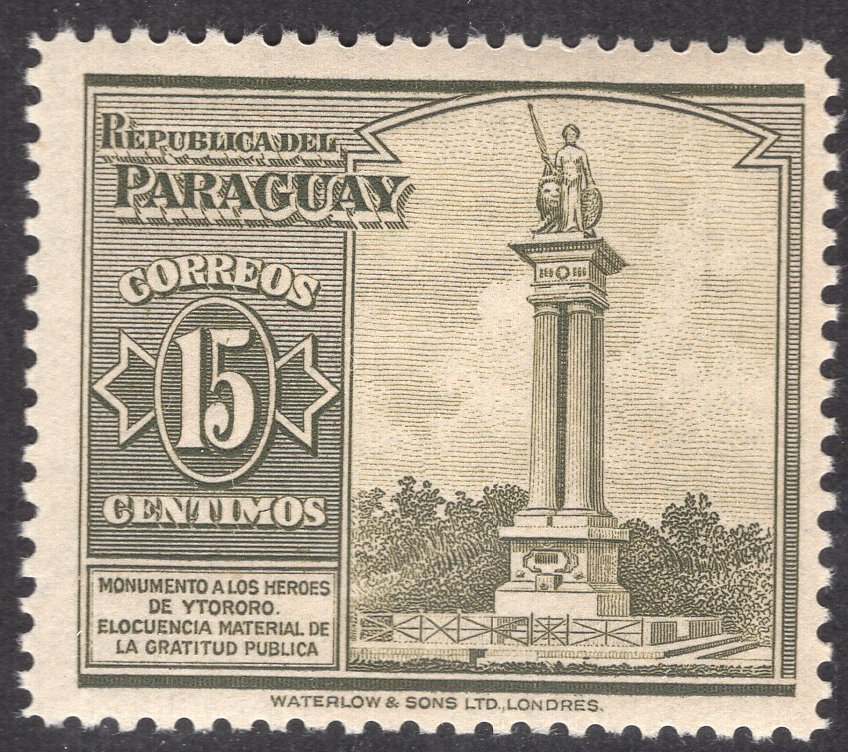 REPUBLICA DEL
PARAGUAY
CORREOS
15
CENTIMOS
MONUMENTO A LOS HEROES
DE YTORORO.
ELOCUENCIA MATERIAL DE
LA GRATITUD PUBLICA
WATERLOW & SONS LTD., LONDRES.